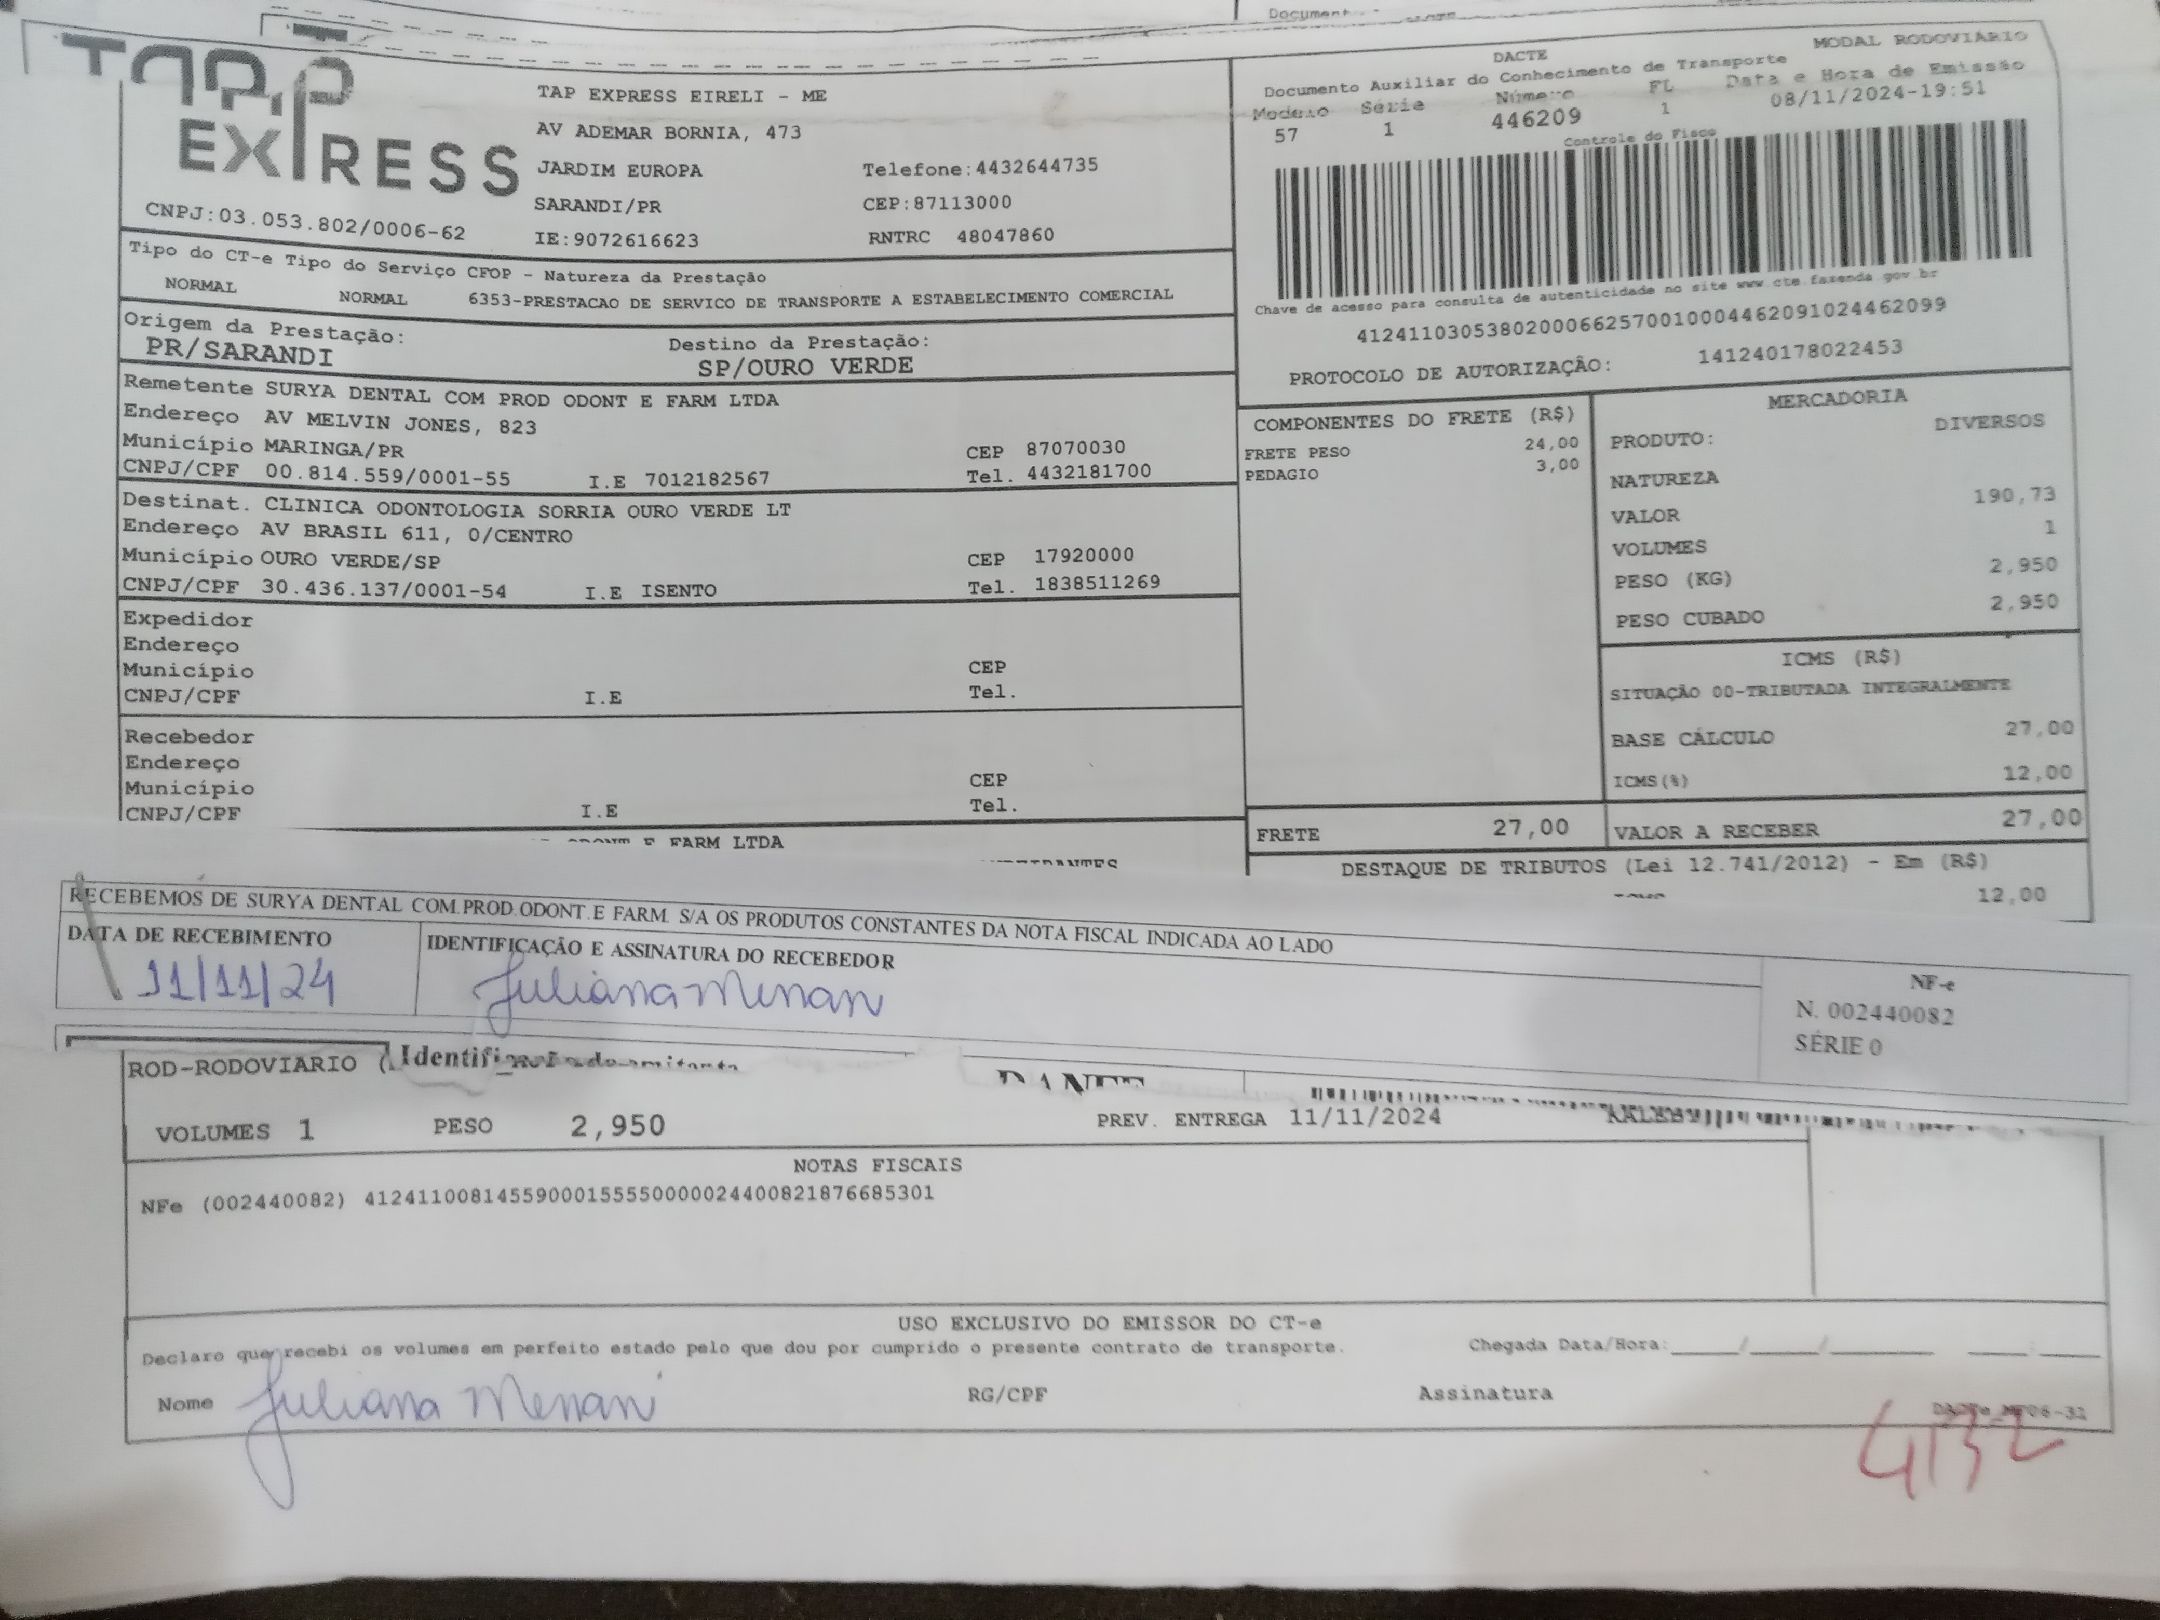 TAP EXPRESS
TAP EXPRESS EIRELI - ME
AV ADEMAR BORNIA, 473
JARDIM EUROPA Telefone:4432644735
SARANDI/PR CEP:87113000
CNPJ:03.053.802/0006-62 IE:9072616623 RNTRC 48047860
DACTE MODAL RODOVIARIO
Documento Auxiliar do Conhecimento de Transporte
Modelo Série Número FL Data e Hora de Emissão
57 1 446209 1 08/11/2024-19:51
Controle do Fisco
Chave de acesso para consulta de autenticidade no site www.cte.fazenda.gov.br
41241103053802000662570010004462091024462099
PROTOCOLO DE AUTORIZAÇÃO: 141240178022453
Tipo do CT-e Tipo do Serviço CFOP - Natureza da Prestação
NORMAL NORMAL 6353-PRESTACAO DE SERVICO DE TRANSPORTE A ESTABELECIMENTO COMERCIAL
Origem da Prestação: Destino da Prestação:
PR/SARANDI SP/OURO VERDE
Remetente SURYA DENTAL COM PROD ODONT E FARM LTDA
Endereço AV MELVIN JONES, 823
Município MARINGA/PR CEP 87070030
CNPJ/CPF 00.814.559/0001-55 I.E 7012182567 Tel. 4432181700
Destinat. CLINICA ODONTOLOGIA SORRIA OURO VERDE LT
Endereço AV BRASIL 611, 0/CENTRO
Município OURO VERDE/SP CEP 17920000
CNPJ/CPF 30.436.137/0001-54 I.E ISENTO Tel. 1838511269
Expedidor
Endereço
Município CEP
CNPJ/CPF I.E Tel.
Recebedor
Endereço
Município CEP
CNPJ/CPF I.E Tel.
E FARM LTDA
COMPONENTES DO FRETE (R$)
FRETE PESO 24,00
PEDAGIO 3,00
MERCADORIA
PRODUTO: DIVERSOS
NATUREZA
VALOR 190,73
VOLUMES 1
PESO (KG) 2,950
PESO CUBADO 2,950
ICMS (R$)
SITUAÇÃO 00-TRIBUTADA INTEGRALMENTE
BASE CÁLCULO 27,00
ICMS(%) 12,00
FRETE 27,00 VALOR A RECEBER 27,00
DESTAQUE DE TRIBUTOS (Lei 12.741/2012) - Em (R$)
12,00
RECEBEMOS DE SURYA DENTAL COM.PROD.ODONT.E FARM. S/A OS PRODUTOS CONSTANTES DA NOTA FISCAL INDICADA AO LADO
DATA DE RECEBIMENTO IDENTIFICAÇÃO E ASSINATURA DO RECEBEDOR
11/11/24 Juliana Menani
NF-e
N. 002440082
SÉRIE 0
ROD-RODOVIARIO
VOLUMES 1 PESO 2,950 PREV. ENTREGA 11/11/2024
NOTAS FISCAIS
NFe (002440082) 41241100814559000155550000024400821876685301
USO EXCLUSIVO DO EMISSOR DO CT-e
Declaro que recebi os volumes em perfeito estado pelo que dou por cumprido o presente contrato de transporte. Chegada Data/Hora:
Nome Juliana Menani RG/CPF Assinatura
4132